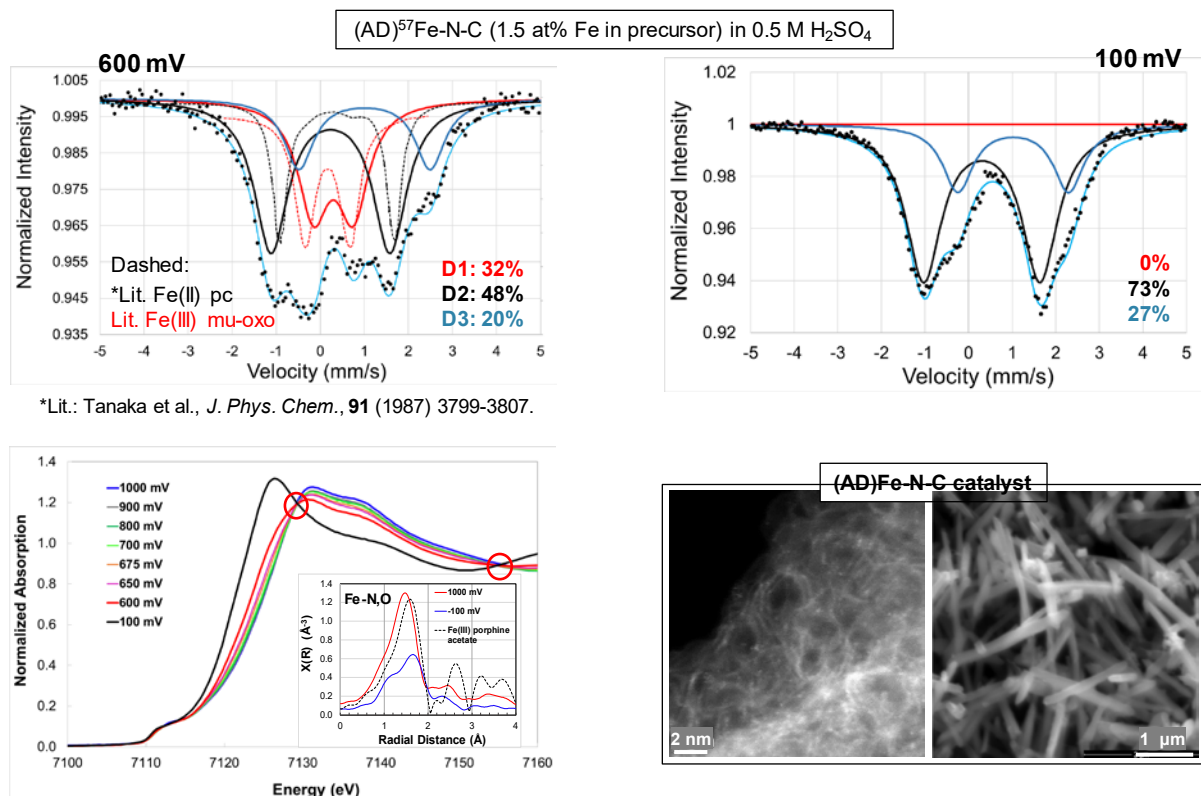 (AD)⁵⁷Fe-N-C (1.5 at% Fe in precursor) in 0.5 M H₂SO₄
600 mV
1.005
0.995
0.985
0.975
0.965
0.955
0.945
0.935
Normalized Intensity
Dashed:
*Lit. Fe(II) pc
Lit. Fe(III) mu-oxo
D1: 32%
D2: 48%
D3: 20%
-5 -4 -3 -2 -1 0 1 2 3 4 5
Velocity (mm/s)
*Lit.: Tanaka et al., J. Phys. Chem., 91 (1987) 3799-3807.
100 mV
1.02
1
0.98
0.96
0.94
0.92
Normalized Intensity
0%
73%
27%
-5 -4 -3 -2 -1 0 1 2 3 4 5
Velocity (mm/s)
1.4
1.2
1.0
0.8
0.6
0.4
0.2
0.0
Normalized Absorption
1000 mV
900 mV
800 mV
700 mV
675 mV
650 mV
600 mV
100 mV
Fe-N,O
1000 mV
-100 mV
Fe(III) porphine
acetate
X(R) (Å⁻³)
1.4
1.2
1.0
0.8
0.6
0.4
0.2
0.0
0 1 2 3 4
Radial Distance (Å)
7100 7110 7120 7130 7140 7150 7160
Energy (eV)
(AD)Fe-N-C catalyst
2 nm
1 µm